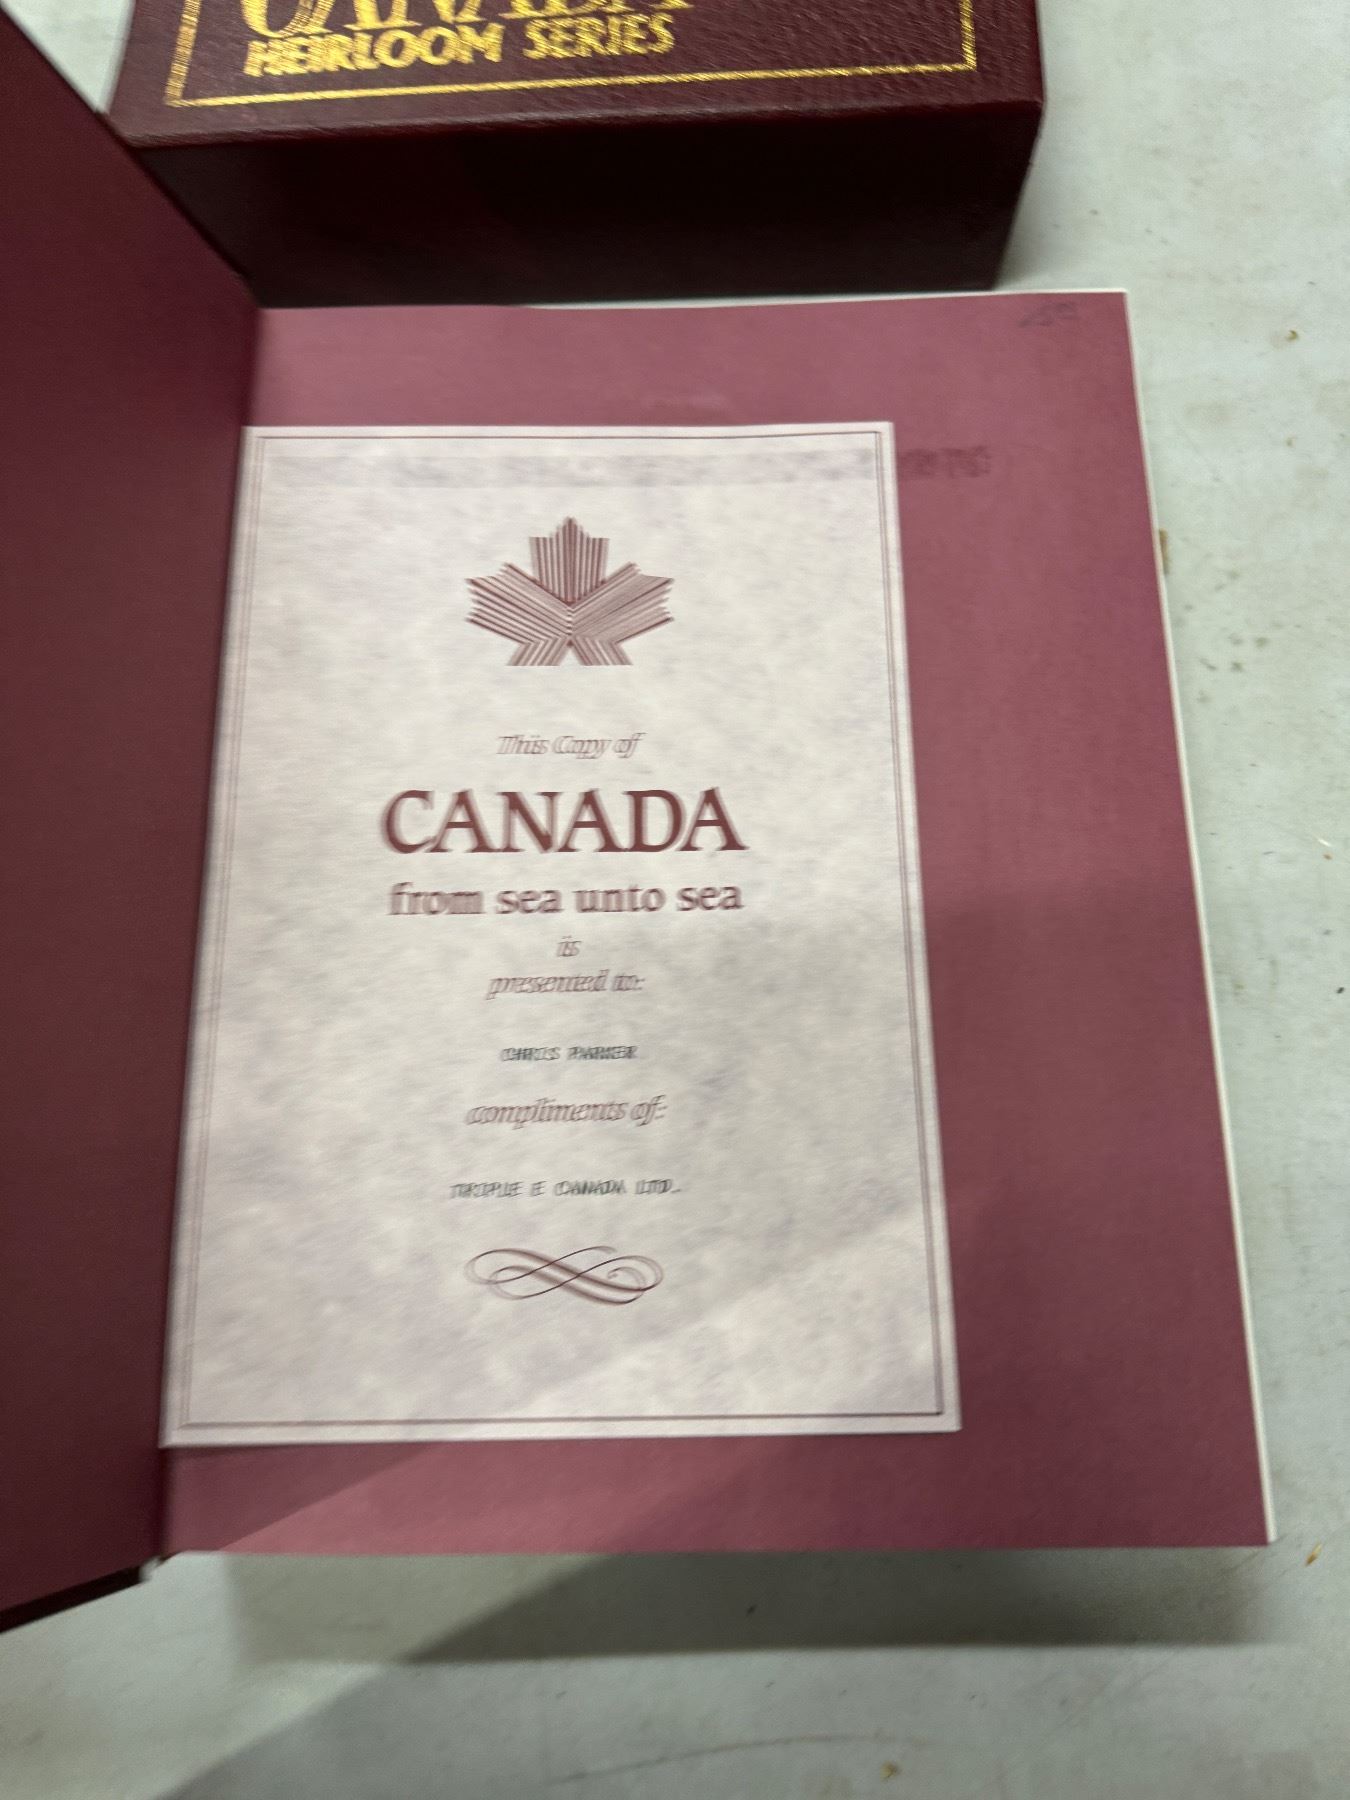 CANADA
HEIRLOOM SERIES
This Copy of
CANADA
from sea unto sea
is
presented to:
CHRIS PARKER
compliments of:
TRIPLE E CANADA LTD.